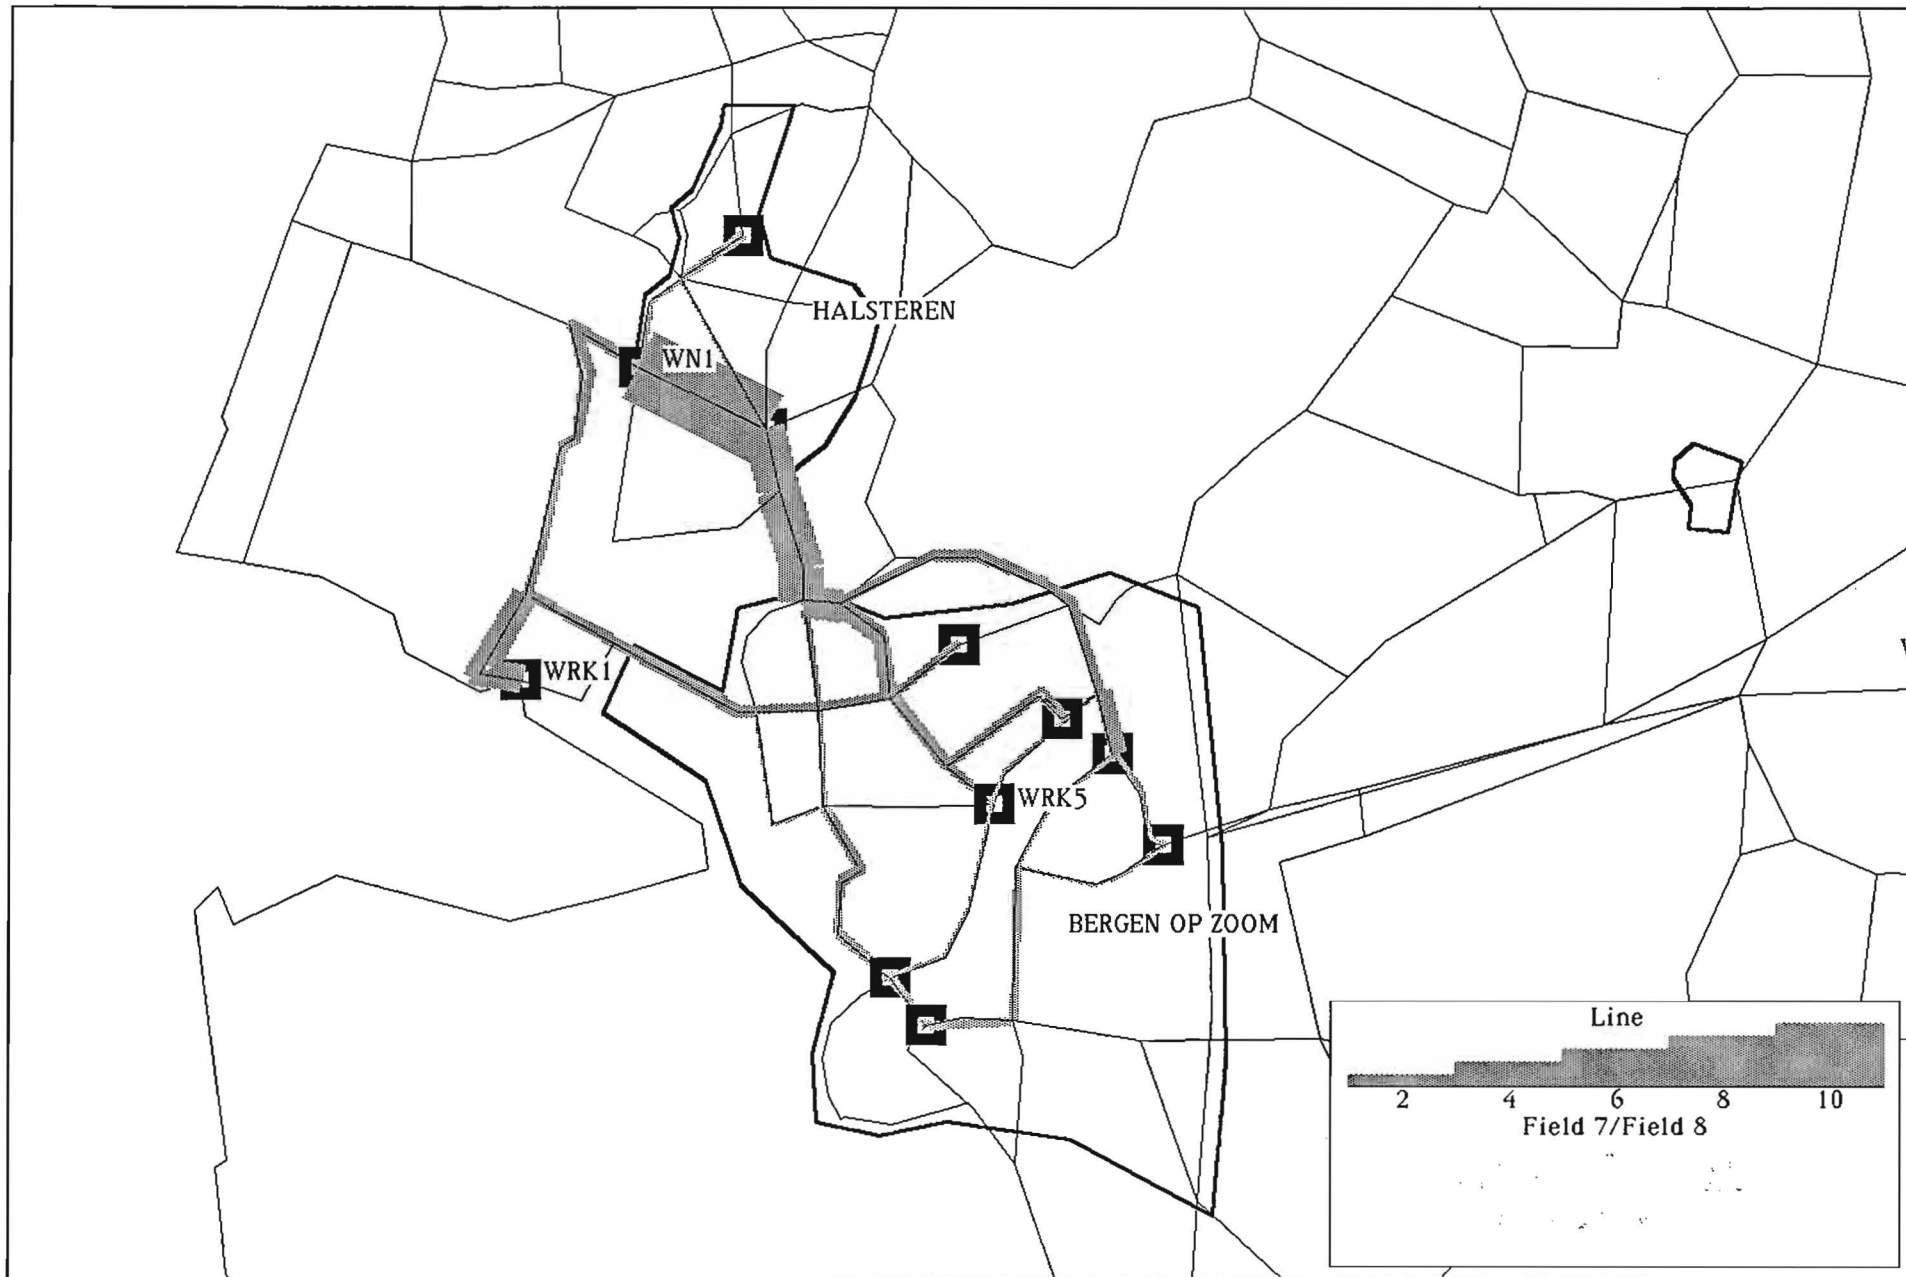 HALSTEREN
WN1
WRK1
WRK5
BERGEN OP ZOOM
Line
2 4 6 8 10
Field 7/Field 8